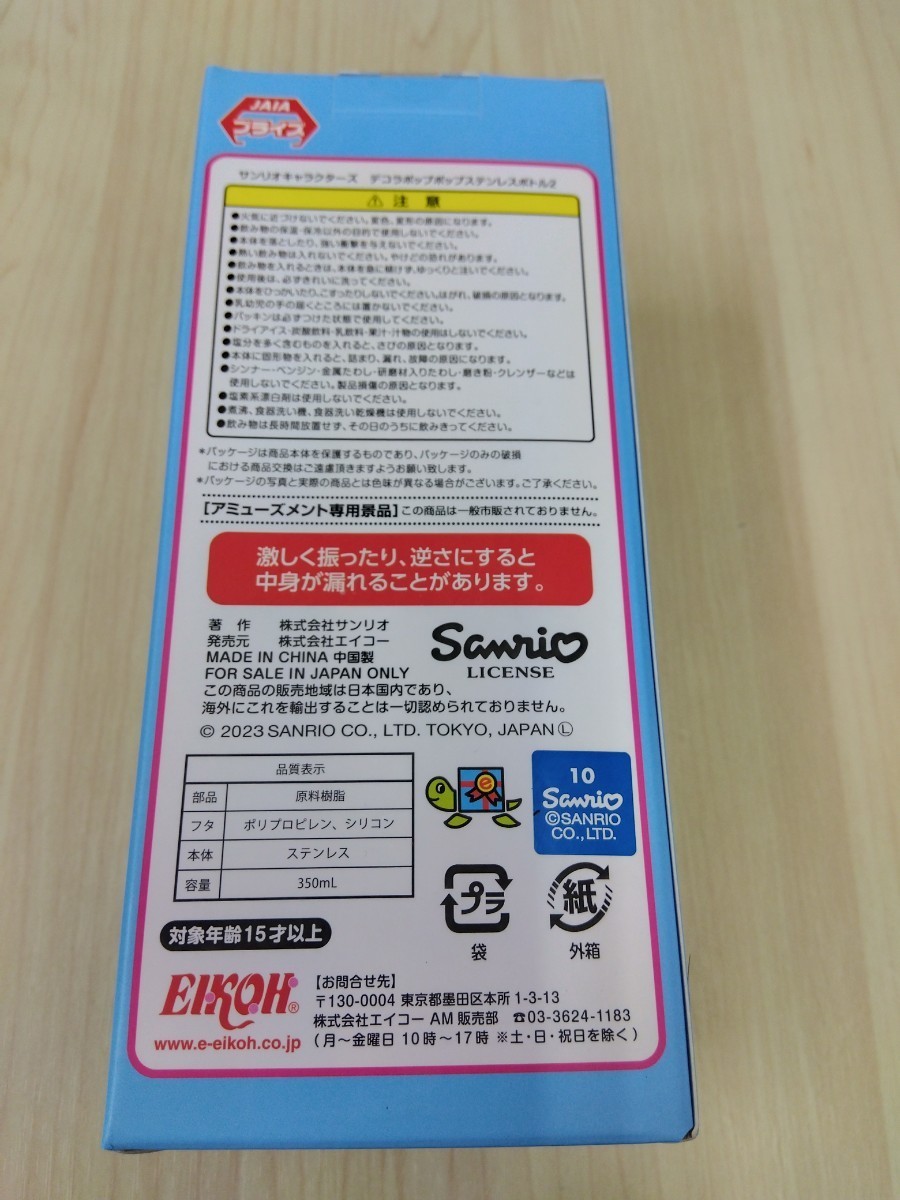 JAIA
プライズ
サンリオキャラクターズ デコラポップポップステンレスボトル2
⚠ 注 意
●火気に近づけないでください。変色、変形の原因になります。
●飲み物の保温・保冷以外の目的で使用しないでください。
●本体を落としたり、強い衝撃を与えないでください。
●熱い飲み物は入れないでください。やけどの恐れがあります。
●飲み物を入れるときは、本体を急に傾けず、ゆっくりと注いでください。
●使用後は、必ずきれいに洗ってください。
●本体をひっかいたり、こすったりしないでください。はがれ、破損の原因となります。
●乳幼児の手の届くところには置かないでください。
●パッキンは必ずつけた状態で使用してください。
●ドライアイス・炭酸飲料・乳飲料・果汁・汁物の使用はしないでください。
●塩分を多く含むものを入れると、さびの原因となります。
●本体に固形物を入れると、詰まり、漏れ、故障の原因になります。
●シンナー・ベンジン・金属たわし・研磨材入りたわし・磨き粉・クレンザーなどは
使用しないでください。製品損傷の原因となります。
●塩素系漂白剤は使用しないでください。
●煮沸、食器洗い機、食器洗い乾燥機は使用しないでください。
●飲み物は長時間放置せず、その日のうちに飲みきってください。
*パッケージは商品本体を保護するものであり、パッケージのみの破損
における商品交換はご遠慮頂きますようお願い致します。
*パッケージの写真と実際の商品とは色味が異なる場合がございます。ご了承ください。
[アミューズメント専用景品]この商品は一般市販されておりません。
激しく振ったり、逆さにすると
中身が漏れることがあります。
著 作 株式会社サンリオ
発売元 株式会社エイコー
MADE IN CHINA 中国製
FOR SALE IN JAPAN ONLY
Sanrio
LICENSE
この商品の販売地域は日本国内であり、
海外にこれを輸出することは一切認められておりません。
© 2023 SANRIO CO., LTD. TOKYO, JAPAN Ⓛ
品質表示
部品 原料樹脂
フタ ポリプロピレン、シリコン
本体 ステンレス
容量 350mL
e
10
Sanrio
©SANRIO
CO.,LTD.
プラ
袋
紙
外箱
対象年齢15才以上
EIKOH®
www.e-eikoh.co.jp
【お問合せ先】
〒130-0004 東京都墨田区本所1-3-13
株式会社エイコー AM販売部 ☎03-3624-1183
(月〜金曜日 10時〜17時 ※土・日・祝日を除く)